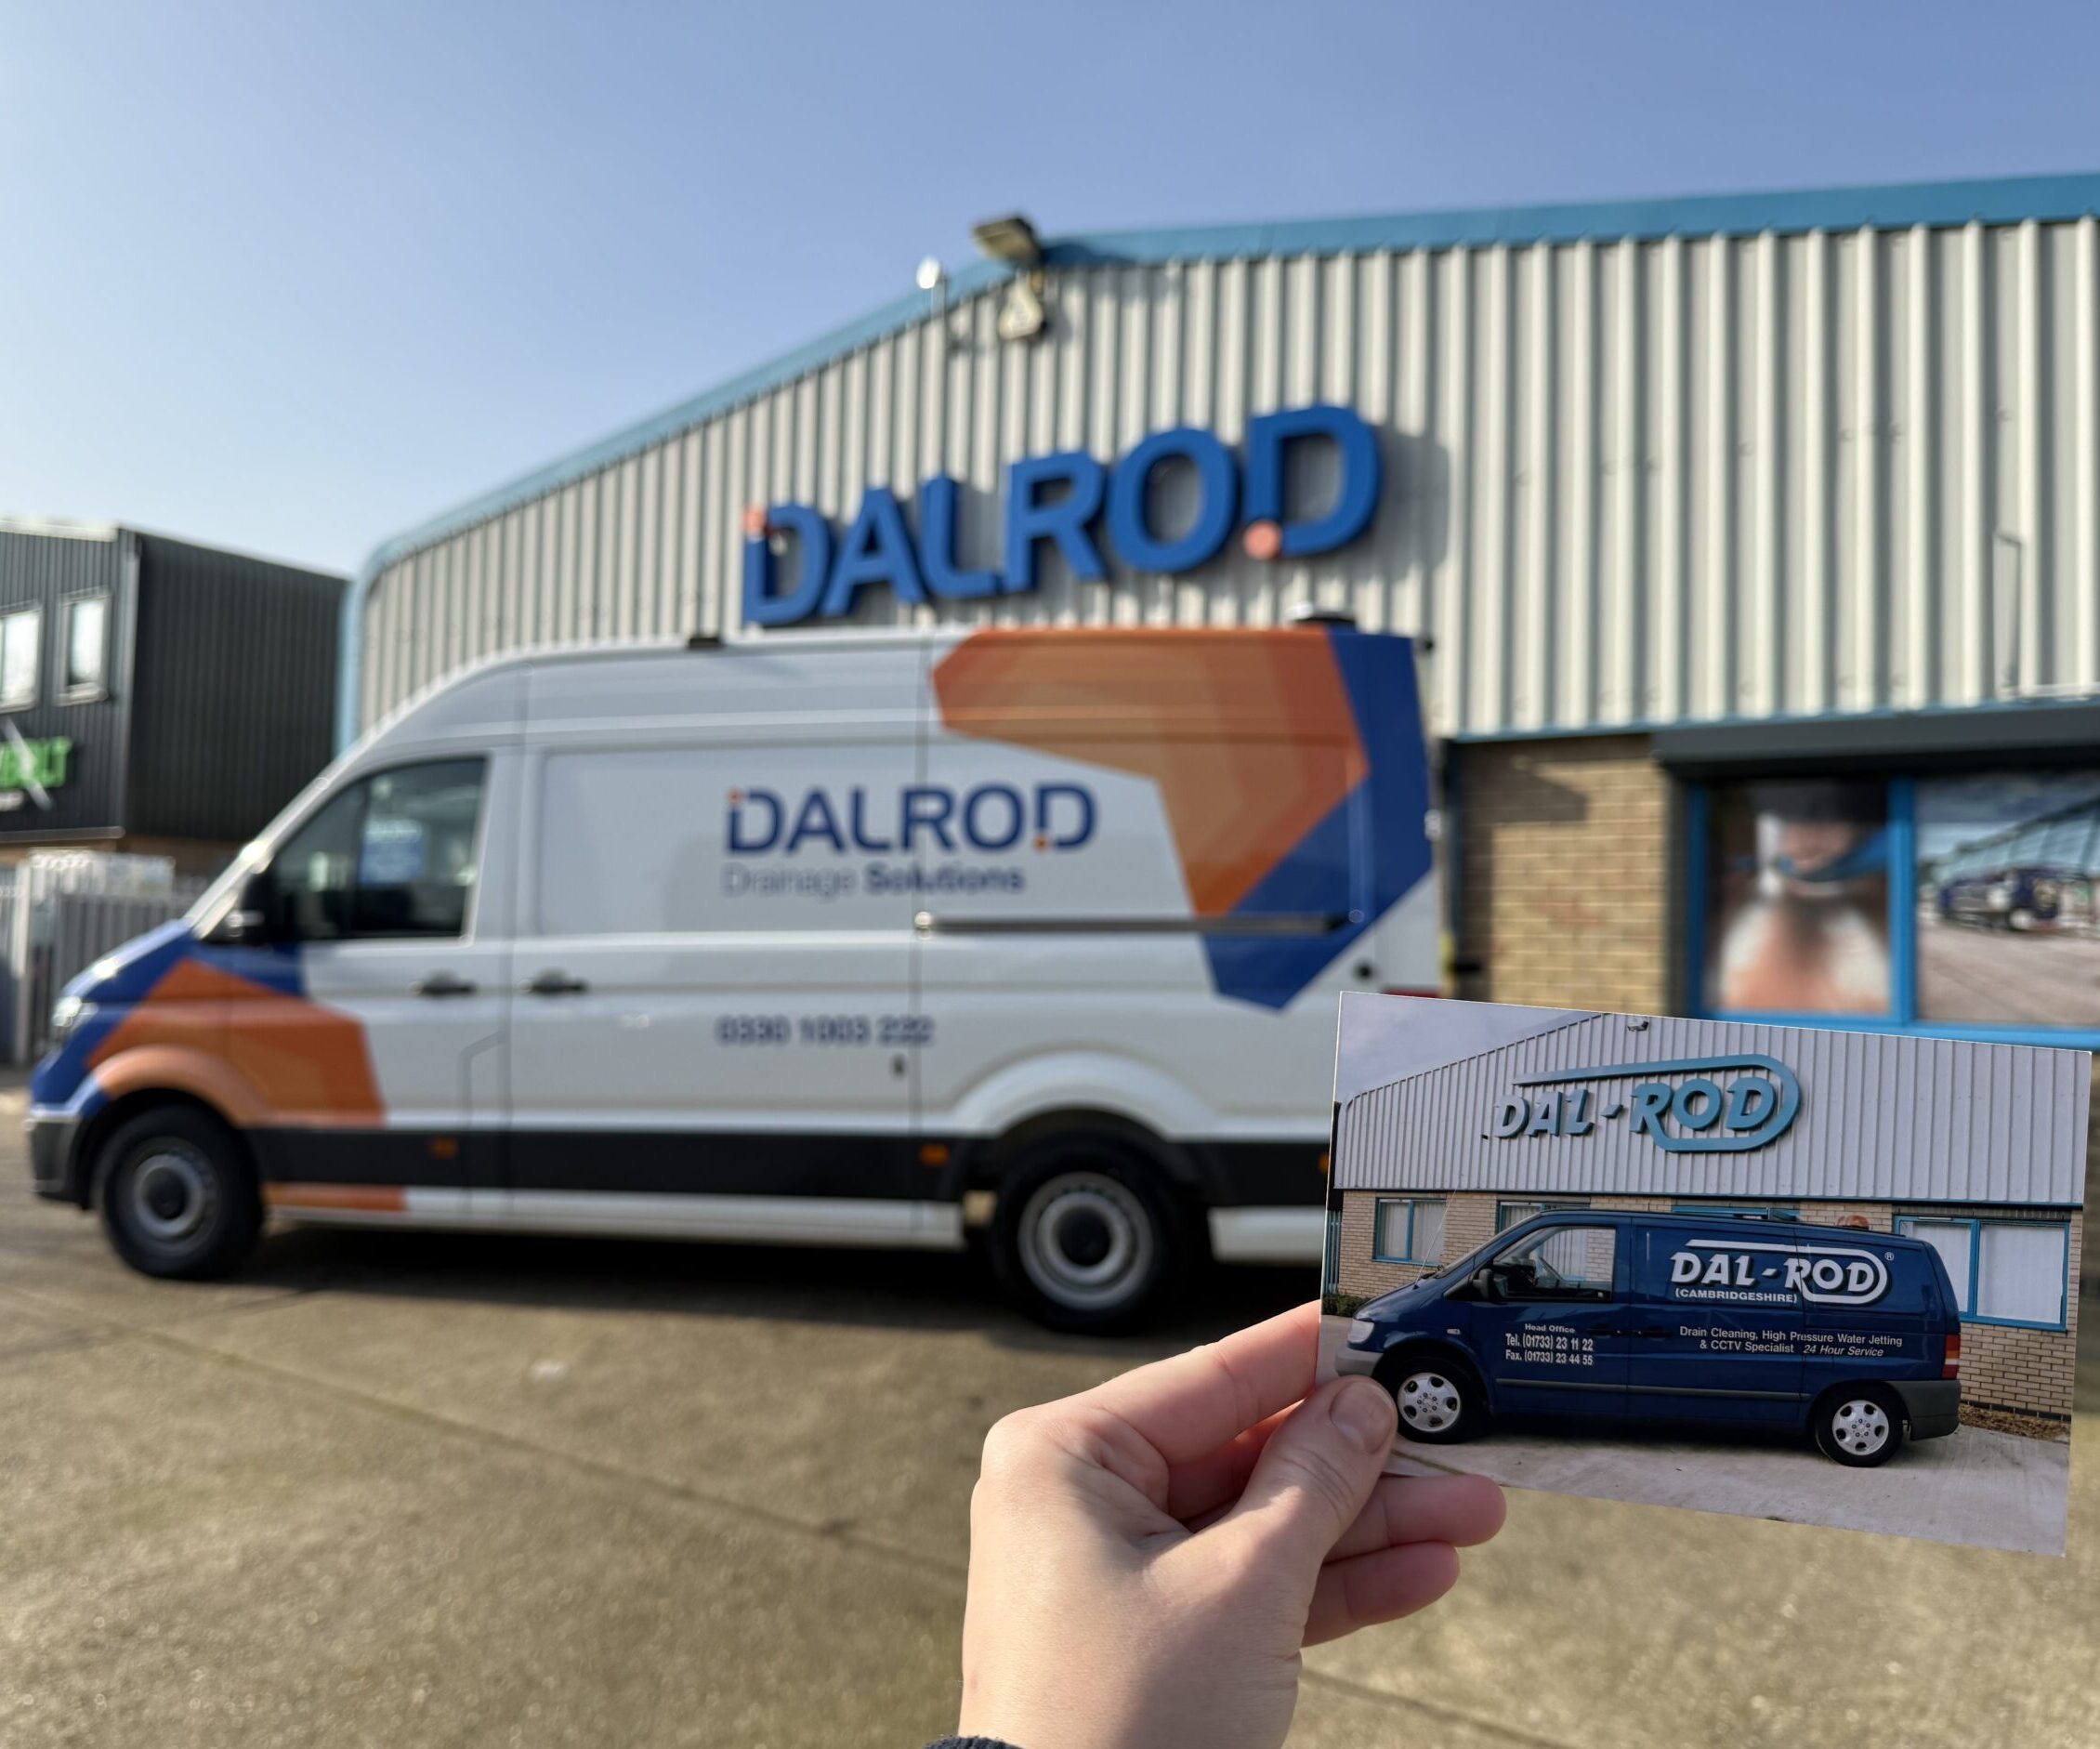 DALROD
DALROD
Drainage Solutions
0330 1003 222
DAL-ROD
DAL-ROD®
(CAMBRIDGESHIRE)
Head Office
Tel. (01733) 23 11 22
Fax. (01733) 23 44 55
Drain Cleaning, High Pressure Water Jetting
& CCTV Specialist 24 Hour Service